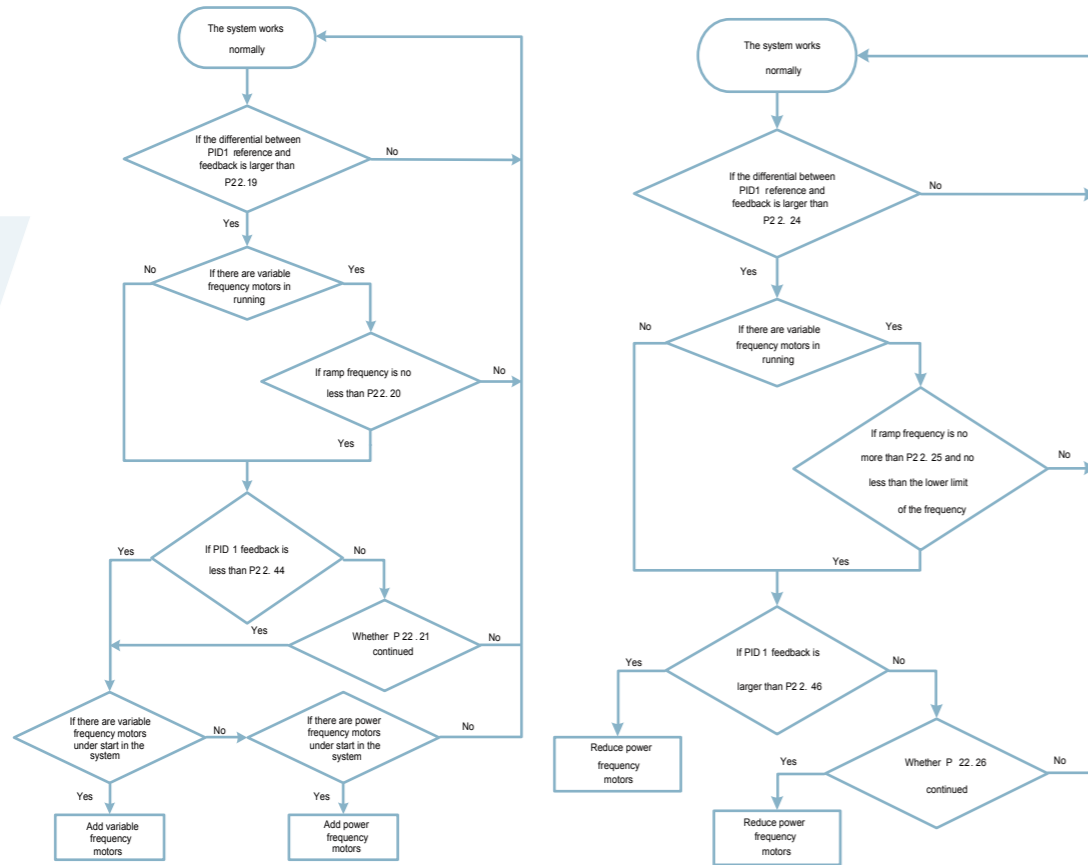 The system works
normally
If the differential between
PID1 reference and
feedback is larger than
P22.19
No
Yes
No
If there are variable
frequency motors in
running
Yes
If ramp frequency is no
less than P22. 20
No
Yes
Yes
If PID 1 feedback is
less than P22. 44
No
Yes
Whether P 22 . 21
continued
No
If there are variable
frequency motors
under start in the
system
No
If there are power
frequency motors
under start in the
system
No
Yes
Yes
Add variable
frequency
motors
Add power
frequency
motors
The system works
normally
If the differential between
PID1 reference and
feedback is larger than
P2 2. 24
No
Yes
No
If there are variable
frequency motors in
running
Yes
If ramp frequency is no
more than P2 2. 25 and no
less than the lower limit
of the frequency
No
Yes
Yes
If PID 1 feedback is
larger than P2 2. 46
No
Reduce power
frequency
motors
Yes
Whether P 22. 26
continued
No
Reduce power
frequency
motors